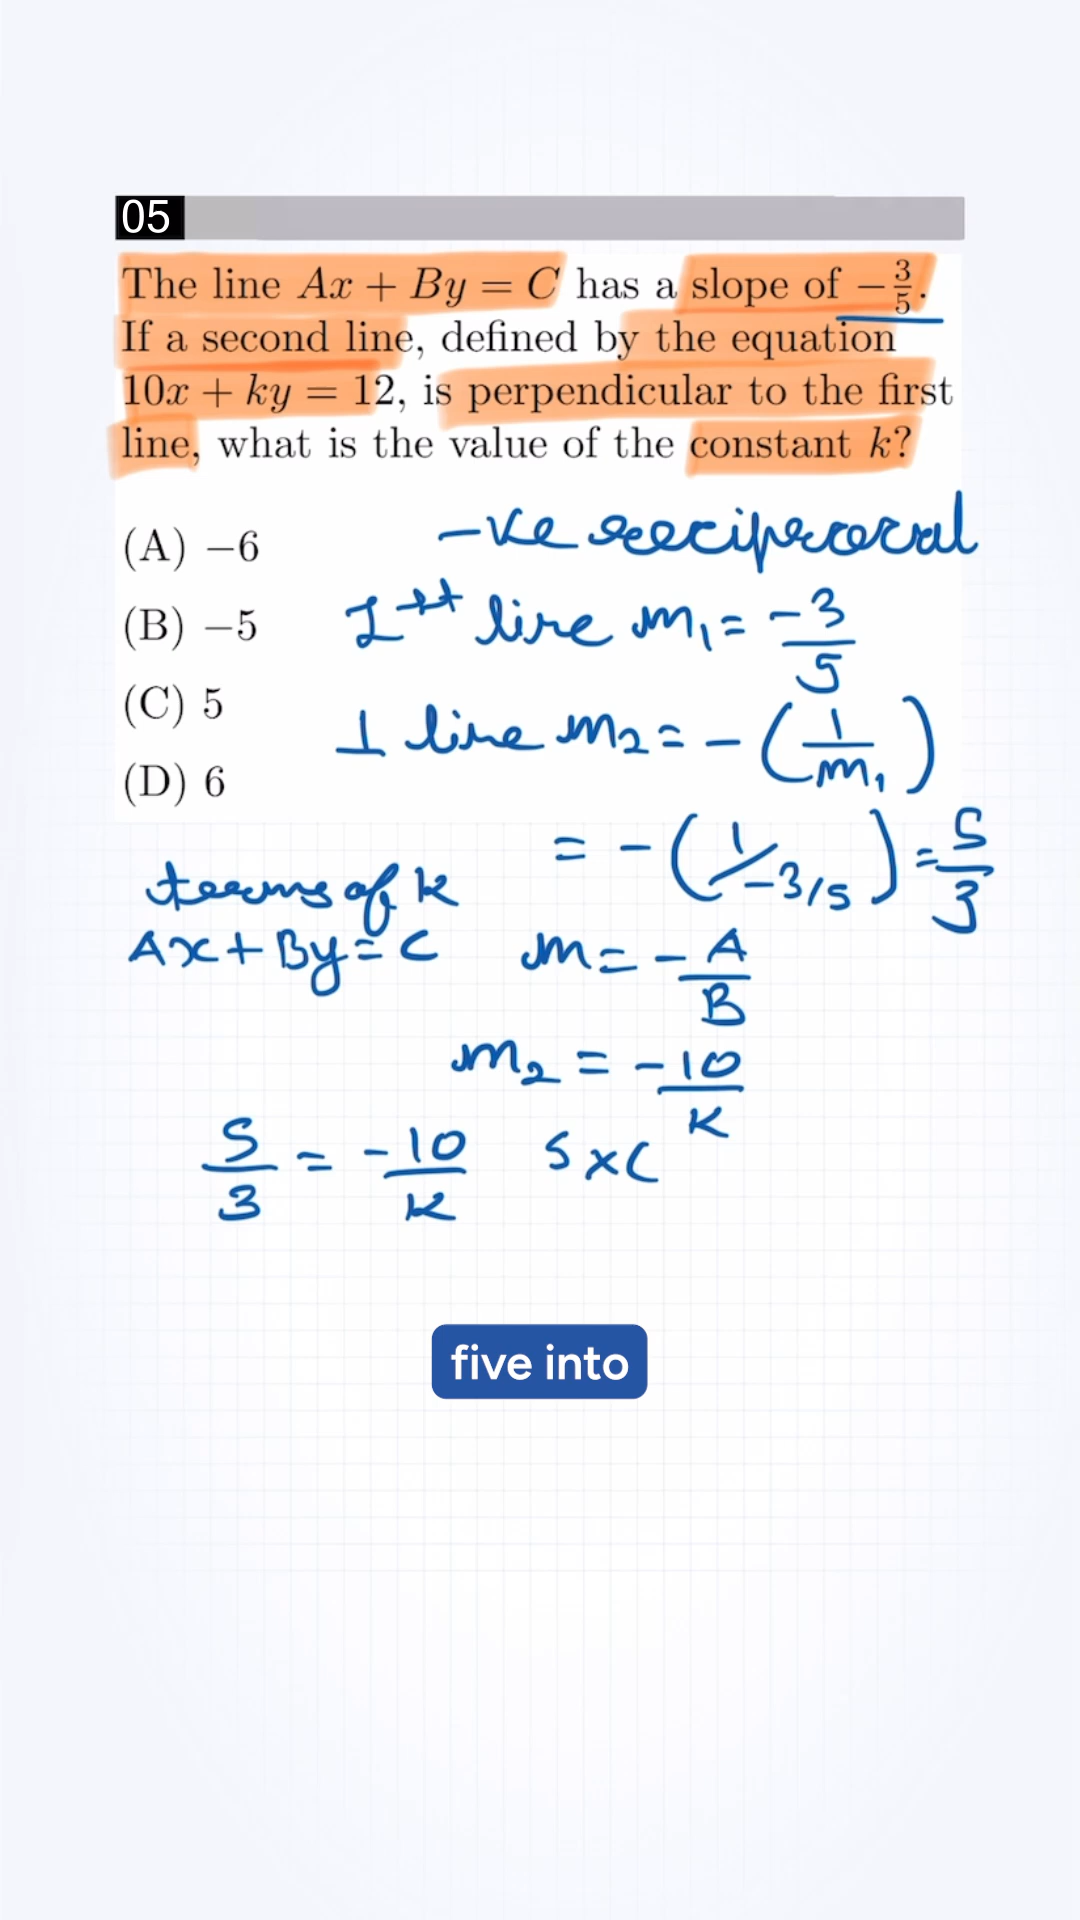 05
The line Ax + By = C has a slope of −3/5.
If a second line, defined by the equation
10x + ky = 12, is perpendicular to the first
line, what is the value of the constant k?
(A) −6
(B) −5
(C) 5
(D) 6
-ve reciprocal
1st line m₁ = -3/5
⊥ line m₂ = -(1/m₁)
= -(1/-3/5) = 5/3
terms of k
Ax + By = C m = -A/B
m₂ = -10/K
5/3 = -10/K 5x(
five into